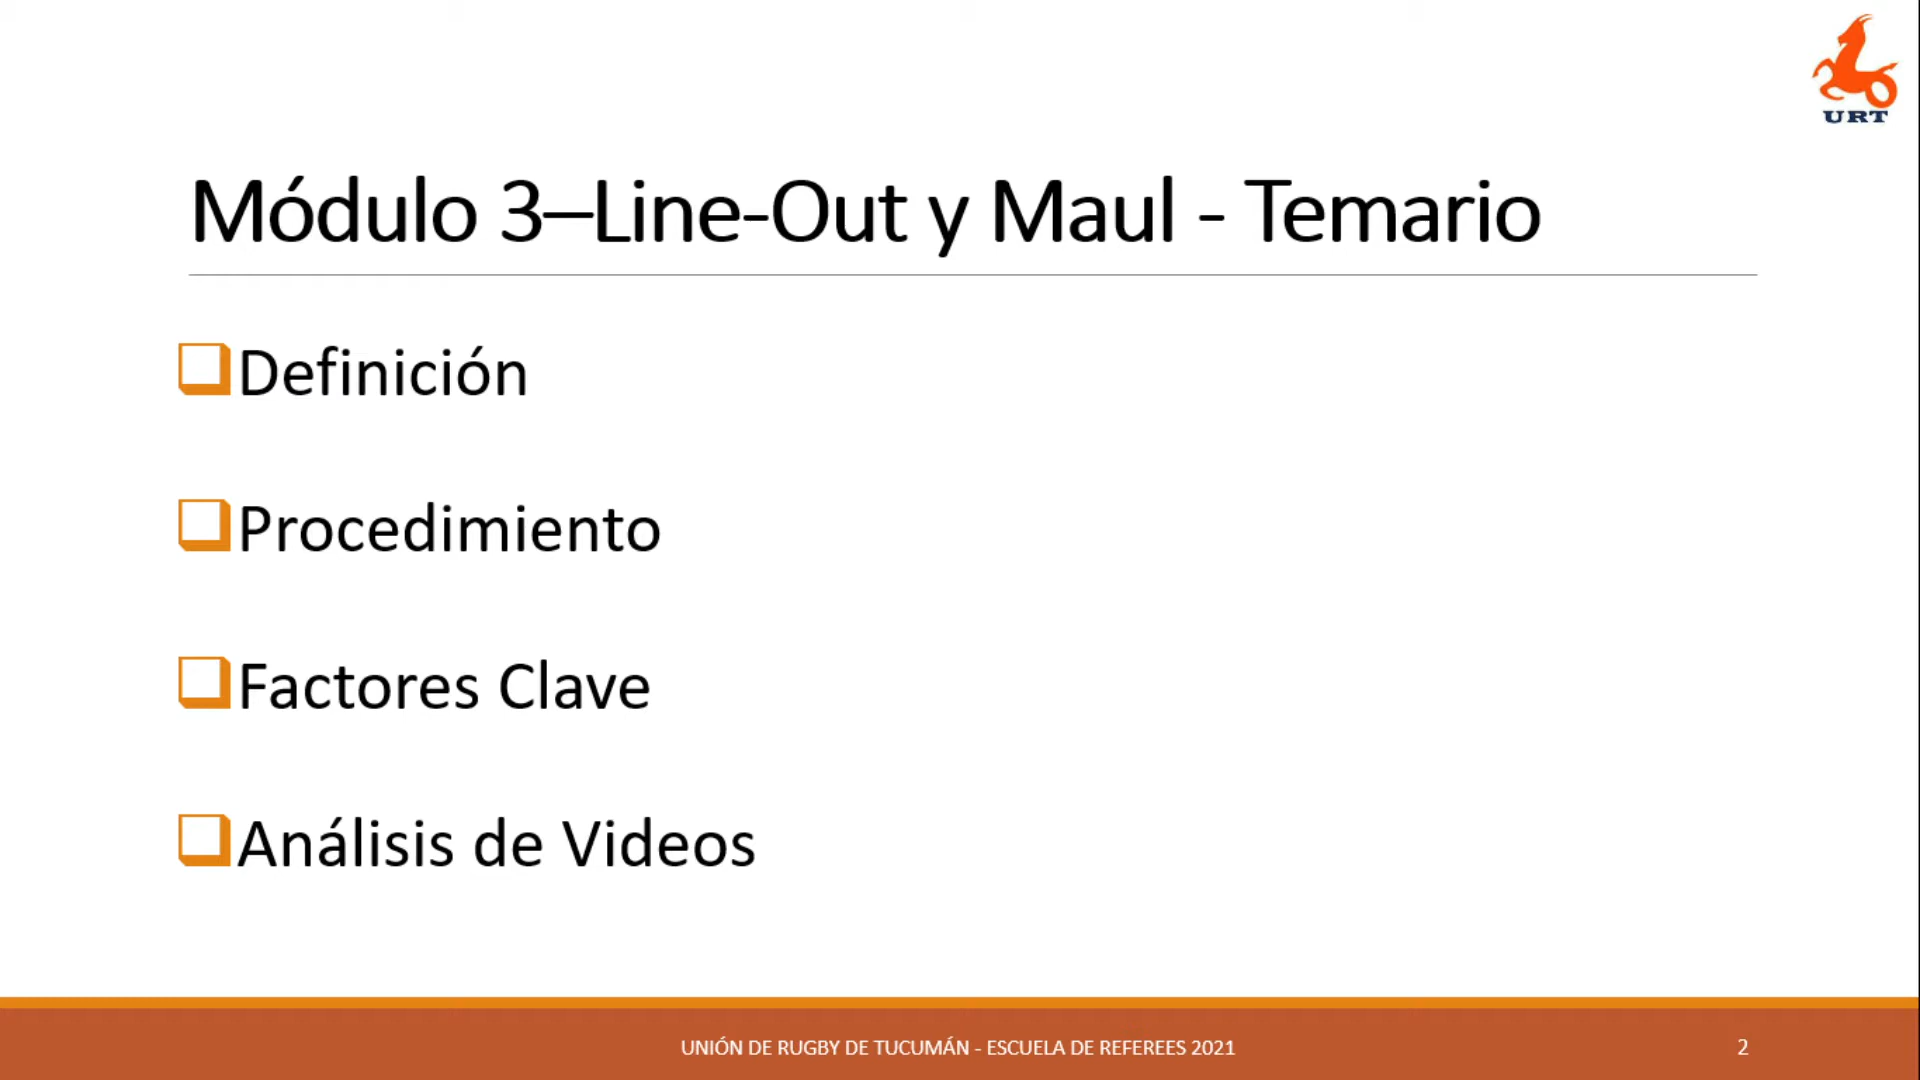 URT
Módulo 3–Line-Out y Maul - Temario
Definición
Procedimiento
Factores Clave
Análisis de Videos
UNIÓN DE RUGBY DE TUCUMÁN - ESCUELA DE REFEREES 2021
2